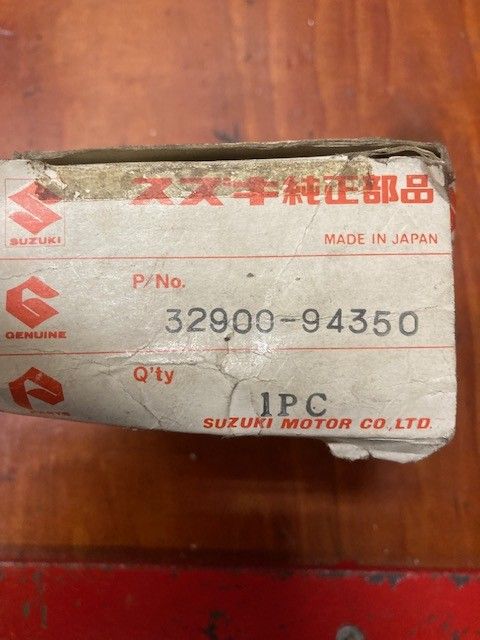 スズキ純正部品
SUZUKI
MADE IN JAPAN
P/No.
32900-94350
GENUINE
Q'ty
1PC
SUZUKI MOTOR CO.,LTD.